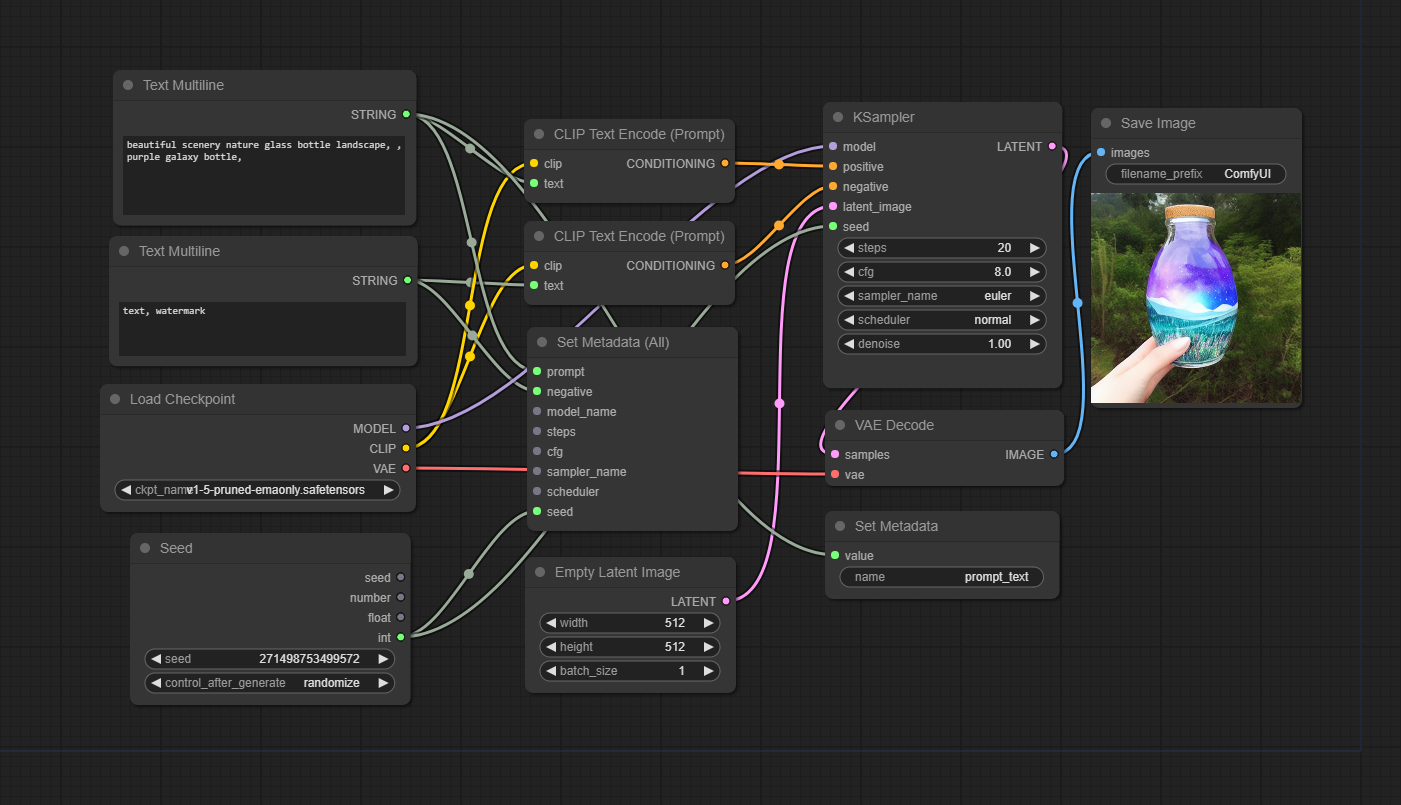 Text Multiline
STRING
beautiful scenery nature glass bottle landscape, ,
purple galaxy bottle,
Text Multiline
STRING
text, watermark
Load Checkpoint
MODEL
CLIP
VAE
ckpt_name v1-5-pruned-emaonly.safetensors
Seed
seed
number
float
int
seed 271498753499572
control_after_generate randomize
CLIP Text Encode (Prompt)
clip CONDITIONING
text
CLIP Text Encode (Prompt)
clip CONDITIONING
text
Set Metadata (All)
prompt
negative
model_name
steps
cfg
sampler_name
scheduler
seed
Empty Latent Image
LATENT
width 512
height 512
batch_size 1
KSampler
model LATENT
positive
negative
latent_image
seed
steps 20
cfg 8.0
sampler_name euler
scheduler normal
denoise 1.00
VAE Decode
samples IMAGE
vae
Set Metadata
value
name prompt_text
Save Image
images
filename_prefix ComfyUI